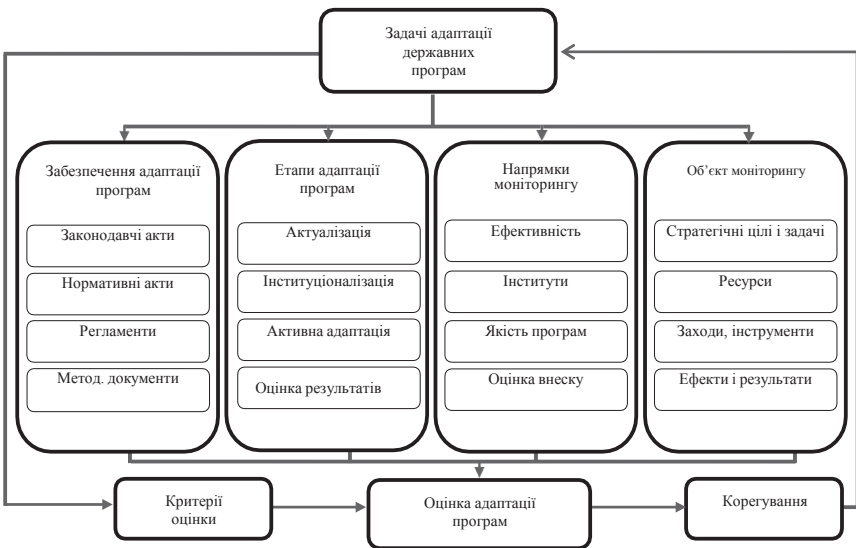 Задачі адаптації
державних
програм
Забезпечення адаптації
програм
Законодавчі акти
Нормативні акти
Регламенти
Метод. документи
Етапи адаптації
програм
Актуалізація
Інституціоналізація
Активна адаптація
Оцінка результатів
Напрямки
моніторингу
Ефективність
Інститути
Якість програм
Оцінка внеску
Об’єкт моніторингу
Стратегічні цілі і задачі
Ресурси
Заходи, інструменти
Ефекти і результати
Критерії
оцінки
Оцінка адаптації
програм
Корегування